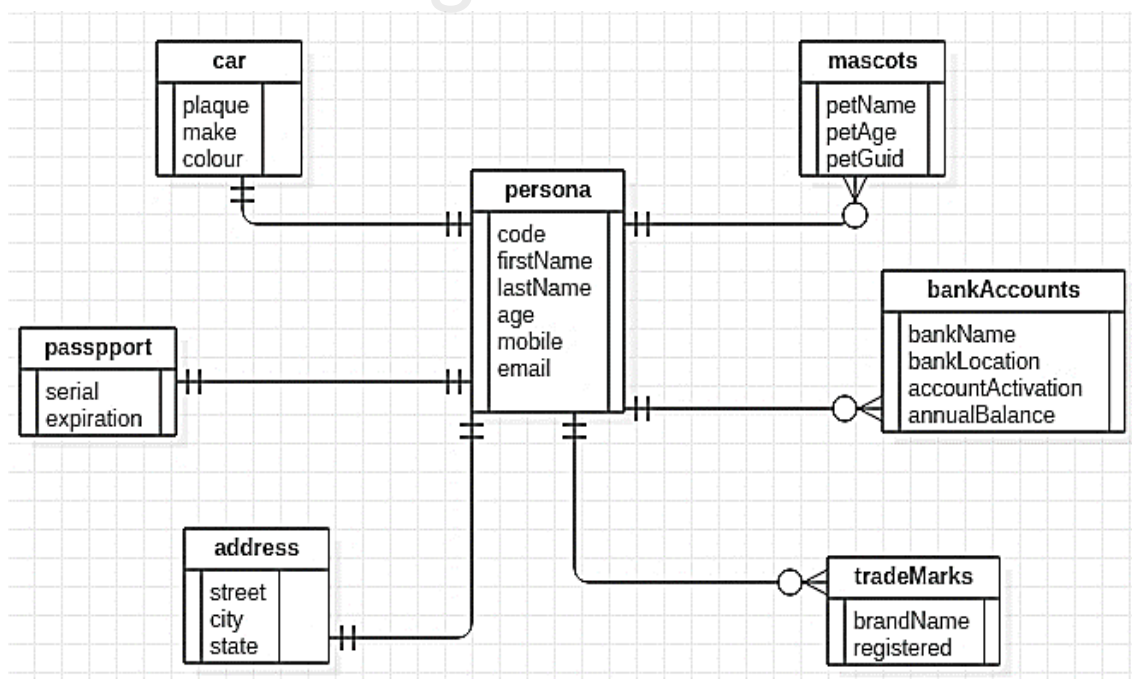 car
plaque
make
colour
mascots
petName
petAge
petGuid
persona
code
firstName
lastName
age
mobile
email
bankAccounts
bankName
bankLocation
accountActivation
annualBalance
passpport
serial
expiration
address
street
city
state
tradeMarks
brandName
registered